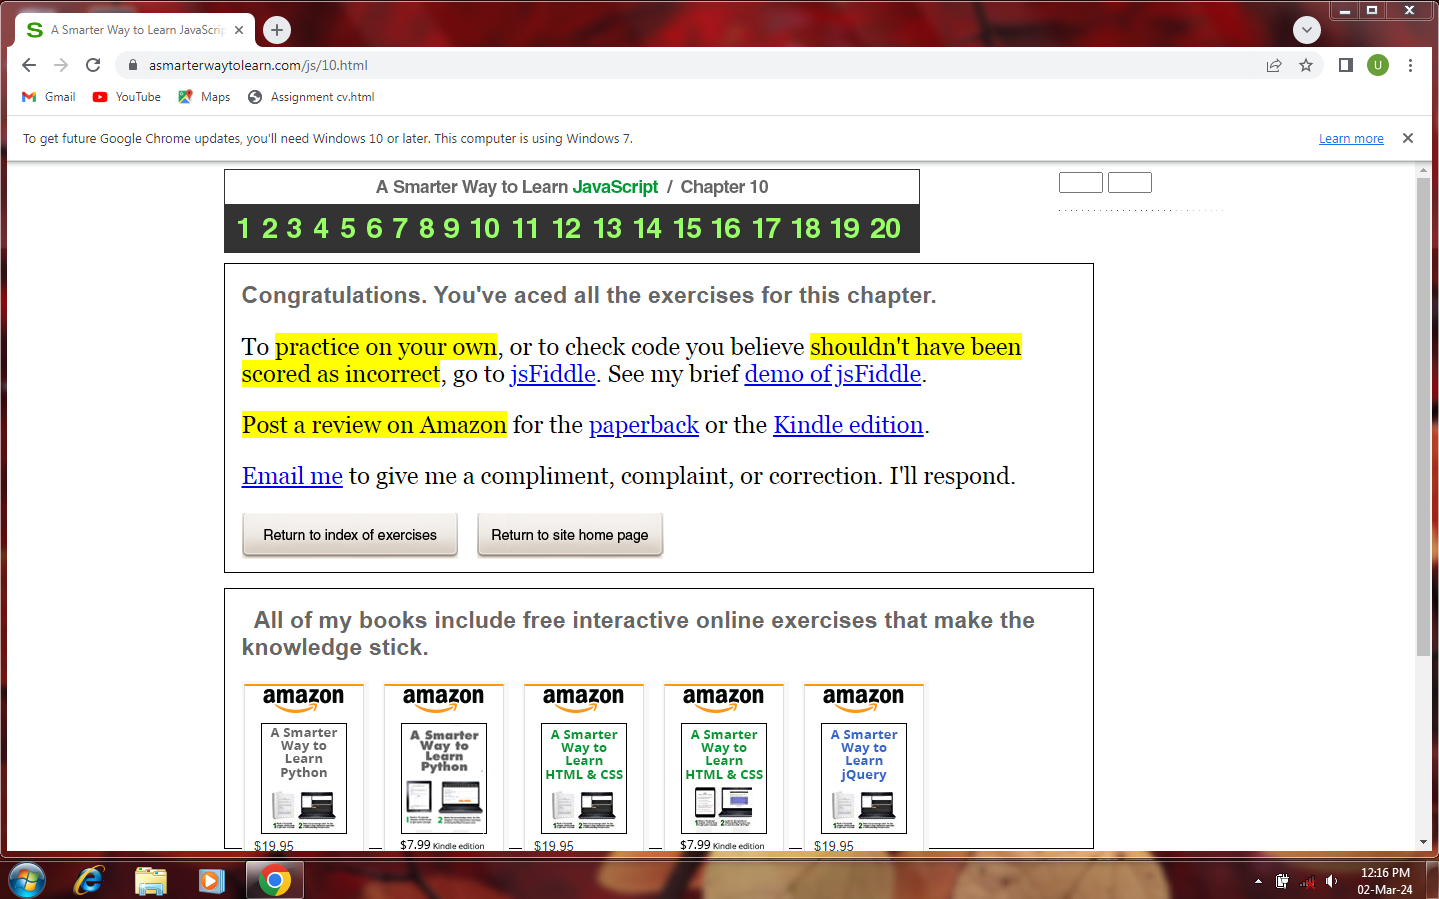 A Smarter Way to Learn JavaScrip
asmarterwaytolearn.com/js/10.html
U
Gmail YouTube Maps Assignment cv.html
To get future Google Chrome updates, you'll need Windows 10 or later. This computer is using Windows 7.
Learn more
A Smarter Way to Learn JavaScript / Chapter 10
1 2 3 4 5 6 7 8 9 10 11 12 13 14 15 16 17 18 19 20
Congratulations. You've aced all the exercises for this chapter.
To practice on your own, or to check code you believe shouldn't have been
scored as incorrect, go to jsFiddle. See my brief demo of jsFiddle.
Post a review on Amazon for the paperback or the Kindle edition.
Email me to give me a compliment, complaint, or correction. I'll respond.
Return to index of exercises
Return to site home page
All of my books include free interactive online exercises that make the
knowledge stick.
amazon
A Smarter
Way to
Learn
Python
$19.95
amazon
A Smarter
Way to
Learn
Python
$7.99 Kindle edition
amazon
A Smarter
Way to
Learn
HTML & CSS
$19.95
amazon
A Smarter
Way to
Learn
HTML & CSS
$7.99 Kindle edition
amazon
A Smarter
Way to
Learn
jQuery
$19.95
12:16 PM
02-Mar-24